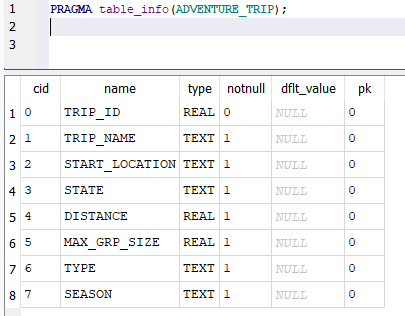 1 PRAGMA table_info(ADVENTURE_TRIP);
2
3
cid name type notnull dflt_value pk
1 0 TRIP_ID REAL 0 NULL 0
2 1 TRIP_NAME TEXT 1 NULL 0
3 2 START_LOCATION TEXT 1 NULL 0
4 3 STATE TEXT 1 NULL 0
5 4 DISTANCE REAL 1 NULL 0
6 5 MAX_GRP_SIZE REAL 1 NULL 0
7 6 TYPE TEXT 1 NULL 0
8 7 SEASON TEXT 1 NULL 0